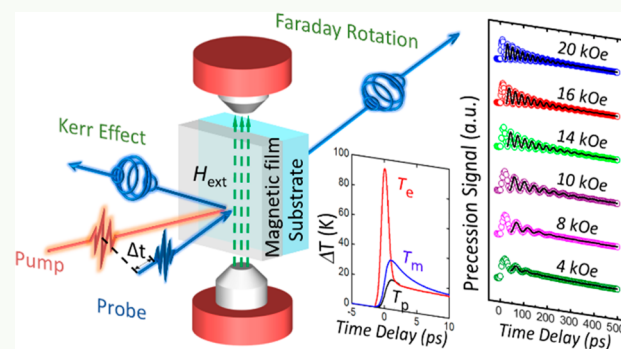 Faraday Rotation
Kerr Effect
H_ext
Magnetic film
Substrate
Pump
Δt
Probe
ΔT (K)
100
80
60
40
20
0
-5
0
5
10
Time Delay (ps)
T_e
T_m
T_p
Precession Signal (a.u.)
20 kOe
16 kOe
14 kOe
10 kOe
8 kOe
4 kOe
0 100 200 300 400 500
Time Delay (ps)